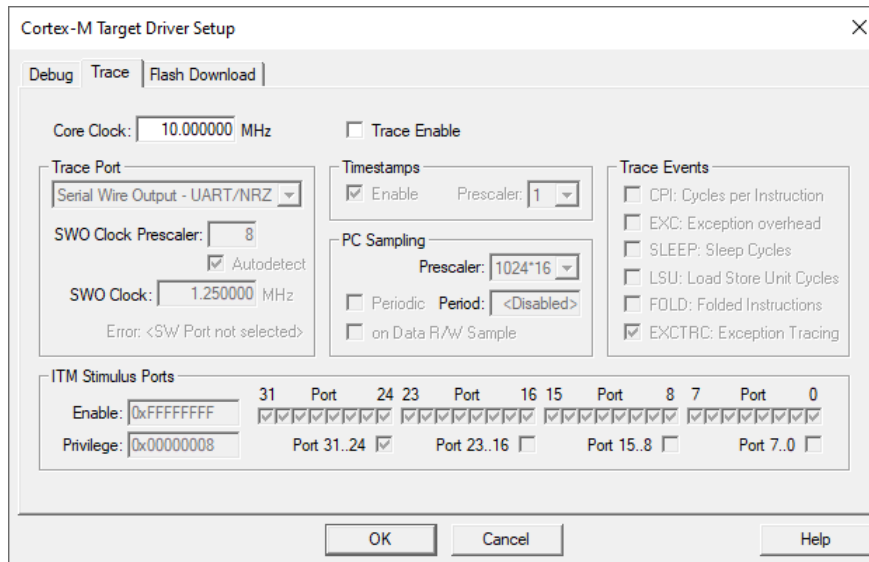 Cortex-M Target Driver Setup
Debug Trace Flash Download
Core Clock: 10.000000 MHz Trace Enable
Trace Port Timestamps Trace Events
Serial Wire Output - UART/NRZ Enable Prescaler: 1 CPI: Cycles per Instruction
EXC: Exception overhead
SWO Clock Prescaler: 8 PC Sampling SLEEP: Sleep Cycles
Autodetect Prescaler: 1024*16 LSU: Load Store Unit Cycles
SWO Clock: 1.250000 MHz Periodic Period: <Disabled> FOLD: Folded Instructions
Error: <SW Port not selected> on Data R/W Sample EXCTRC: Exception Tracing
ITM Stimulus Ports
31 Port 24 23 Port 16 15 Port 8 7 Port 0
Enable: 0xFFFFFFFF
Privilege: 0x00000008 Port 31..24 Port 23..16 Port 15..8 Port 7..0
OK Cancel Help